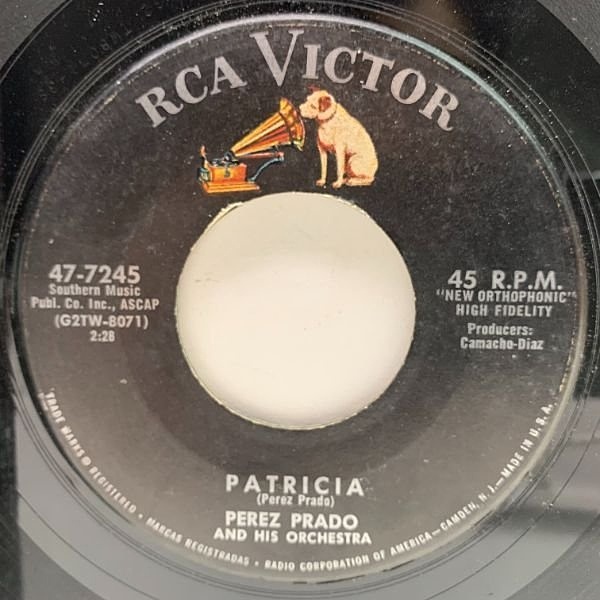 RCA VICTOR
47-7245
Southern Music
Publ. Co. Inc., ASCAP
(G2TW-8071)
2:28
45 R.P.M.
"NEW ORTHOPHONIC"
HIGH FIDELITY
Producers:
Camacho-Diaz
PATRICIA
(Perez Prado)
PEREZ PRADO
AND HIS ORCHESTRA
TRADE MARKS ® REGISTERED • MARCAS REGISTRADAS • RADIO CORPORATION OF AMERICA—CAMDEN, N. J.—MADE IN U.S.A.